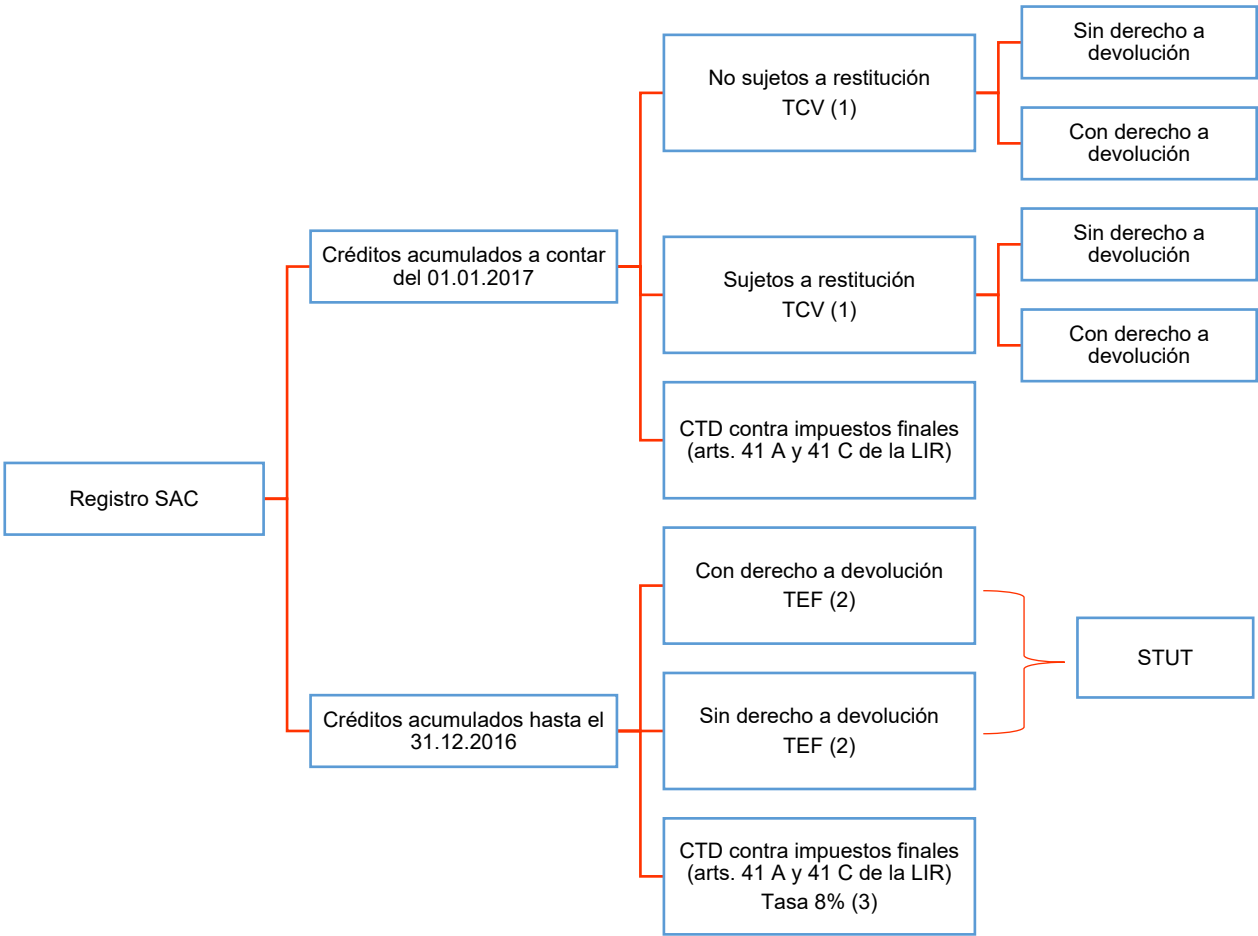 Registro SAC
Créditos acumulados a contar
del 01.01.2017
No sujetos a restitución
TCV (1)
Sin derecho a
devolución
Con derecho a
devolución
Sujetos a restitución
TCV (1)
Sin derecho a
devolución
Con derecho a
devolución
CTD contra impuestos finales
(arts. 41 A y 41 C de la LIR)
Créditos acumulados hasta el
31.12.2016
Con derecho a devolución
TEF (2)
Sin derecho a devolución
TEF (2)
STUT
CTD contra impuestos finales
(arts. 41 A y 41 C de la LIR)
Tasa 8% (3)